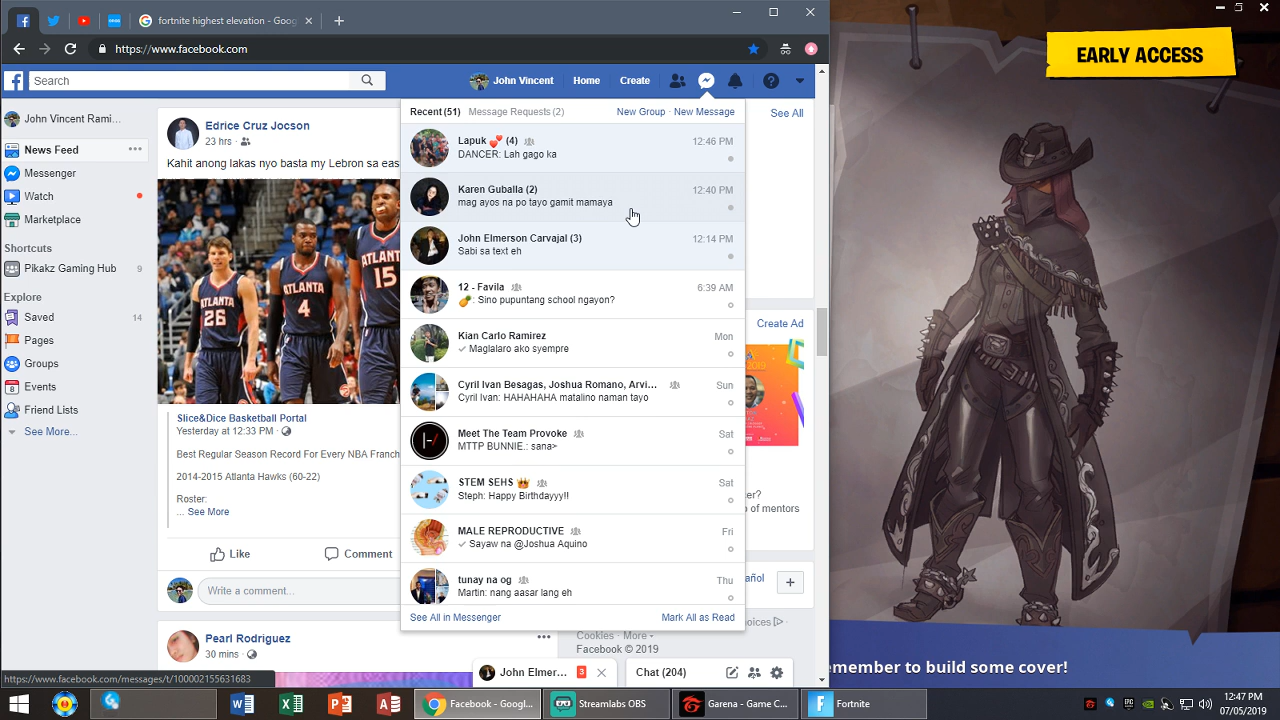 fortnite highest elevation - Goog
https://www.facebook.com
Search
John Vincent
Home
Create
John Vincent Rami...
News Feed
Messenger
Watch
Marketplace
Shortcuts
Pikakz Gaming Hub 9
Explore
Saved 14
Pages
Groups
Events
Friend Lists
See More...
Edrice Cruz Jocson
23 hrs
Kahit anong lakas nyo basta my Lebron sa eas
ATLANTA
26
ATLANTA
4
15
Slice&Dice Basketball Portal
Yesterday at 12:33 PM
Best Regular Season Record For Every NBA Franch
2014-2015 Atlanta Hawks (60-22)
Roster:
... See More
Like
Comment
Write a comment...
Pearl Rodriguez
30 mins
https://www.facebook.com/messages/t/100002155631683
Recent (51)
Message Requests (2)
New Group · New Message
Lapuk 💕 (4) 12:46 PM
DANCER: Lah gago ka
Karen Guballa (2) 12:40 PM
mag ayos na po tayo gamit mamaya
John Elmerson Carvajal (3) 12:14 PM
Sabi sa text eh
12 - Favila 6:39 AM
: Sino pupuntang school ngayon?
Kian Carlo Ramirez Mon
Maglalaro ako syempre
Cyril Ivan Besagas, Joshua Romano, Arvi... Sun
Cyril Ivan: HAHAHAHA matalino naman tayo
Meet The Team Provoke Sat
MTTP BUNNIE.: sana>
STEM SEHS 👑 Sat
Steph: Happy Birthdayyy!!
MALE REPRODUCTIVE Fri
Sayaw na @Joshua Aquino
tunay na og Thu
Martin: nang aasar lang eh
See All in Messenger
Mark All as Read
See All
Create Ad
2019
er?
o of mentors
añol
oices
Cookies · More
Facebook © 2019
John Elmer... 3
Chat (204)
EARLY ACCESS
emember to build some cover!
Facebook - Googl...
Streamlabs OBS
Garena - Game C...
Fortnite
12:47 PM
07/05/2019